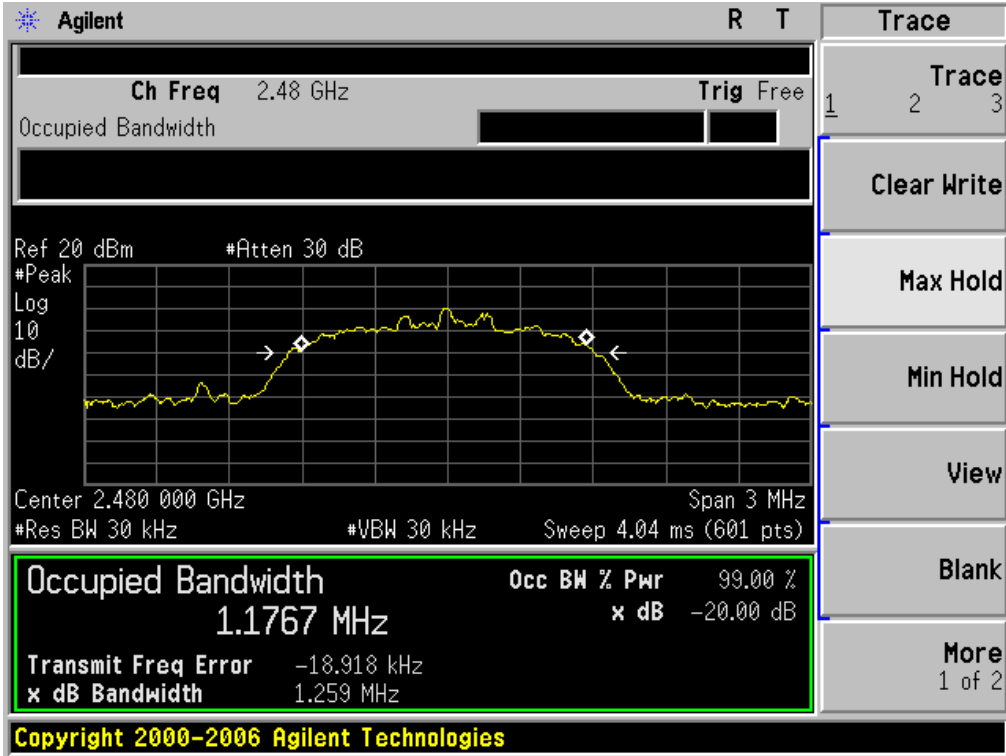 Agilent R T
Ch Freq 2.48 GHz Trig Free
Occupied Bandwidth
Ref 20 dBm #Atten 30 dB
#Peak
Log
10
dB/
Center 2.480 000 GHz Span 3 MHz
#Res BW 30 kHz #VBW 30 kHz Sweep 4.04 ms (601 pts)
Occupied Bandwidth
1.1767 MHz
Occ BW % Pwr 99.00 %
x dB -20.00 dB
Transmit Freq Error -18.918 kHz
x dB Bandwidth 1.259 MHz
Copyright 2000-2006 Agilent Technologies
Trace
Trace
1 2 3
Clear Write
Max Hold
Min Hold
View
Blank
More
1 of 2